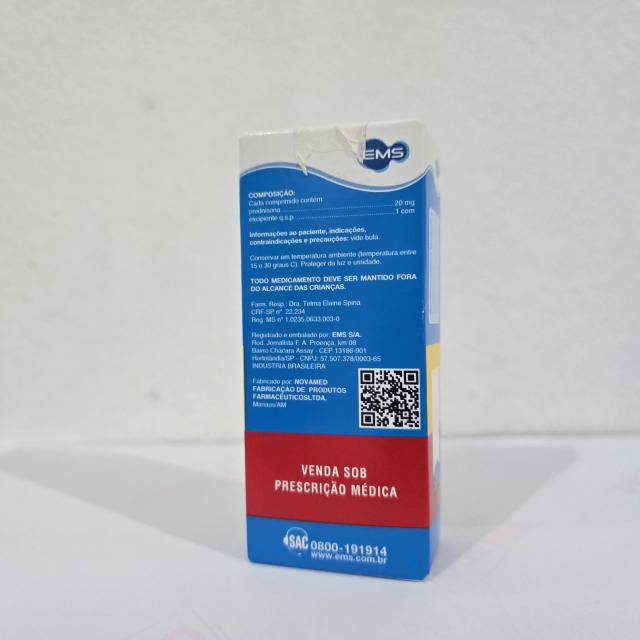 EMS
COMPOSIÇÃO:
Cada comprimido contém:
prednisona ........................................ 20 mg
excipiente q.s.p. ................................ 1 com
Informações ao paciente, indicações,
contraindicações e precauções: vide bula.
Conservar em temperatura ambiente (temperatura entre
15 e 30 graus C). Proteger da luz e umidade.
TODO MEDICAMENTO DEVE SER MANTIDO FORA
DO ALCANCE DAS CRIANÇAS.
Farm. Resp.: Dra. Telma Elaine Spina
CRF-SP nº 22.234
Reg. MS nº 1.0235.0633.003-0
Registrado e embalado por: EMS S/A.
Rod. Jornalista F. A. Proença, km 08
Bairro Chácara Assay - CEP 13186-901
Hortolândia/SP - CNPJ: 57.507.378/0003-65
INDUSTRIA BRASILEIRA
Fabricado por: NOVAMED
FABRICAÇÃO DE PRODUTOS
FARMACÊUTICOSLTDA.
Manaus/AM
VENDA SOB
PRESCRIÇÃO MÉDICA
SAC 0800-191914
www.ems.com.br